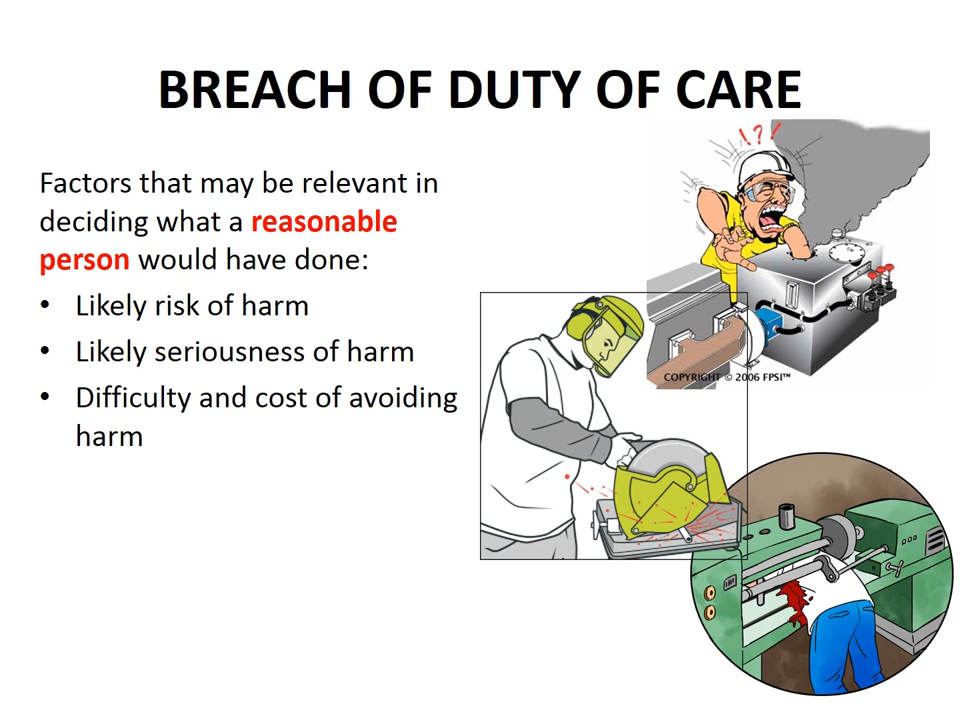 BREACH OF DUTY OF CARE
Factors that may be relevant in
deciding what a reasonable
person would have done:
• Likely risk of harm
• Likely seriousness of harm
• Difficulty and cost of avoiding
harm
!?!
COPYRIGHT © 2006 FPSI™